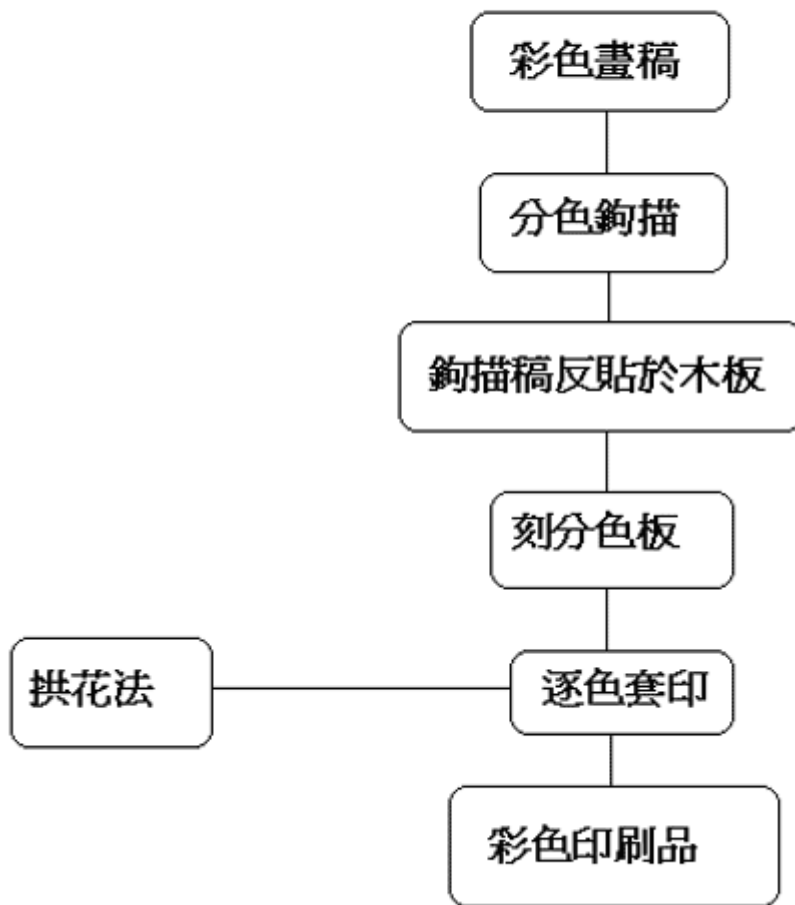 彩色畫稿
分色鉤描
鉤描稿反貼於木板
刻分色板
拱花法
逐色套印
彩色印刷品